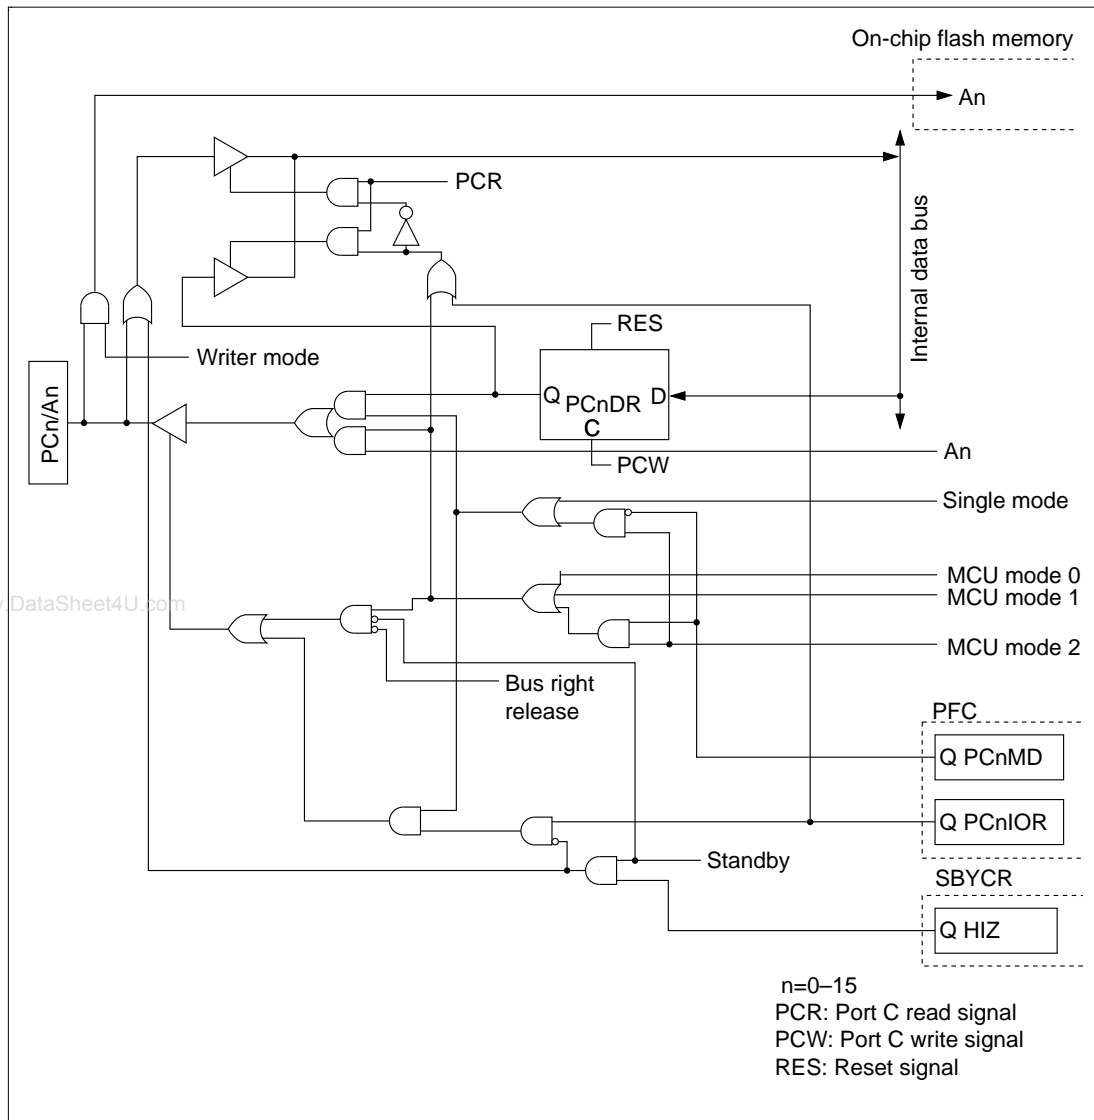 On-chip flash memory
An
PCR
Internal data bus
RES
Writer mode
PCn/An
Q
PCnDR
D
C
PCW
An
Single mode
MCU mode 0
MCU mode 1
MCU mode 2
w.DataSheet4U.com
Bus right
release
PFC
Q PCnMD
Q PCnIOR
Standby
SBYCR
Q HIZ
n=0–15
PCR: Port C read signal
PCW: Port C write signal
RES: Reset signal